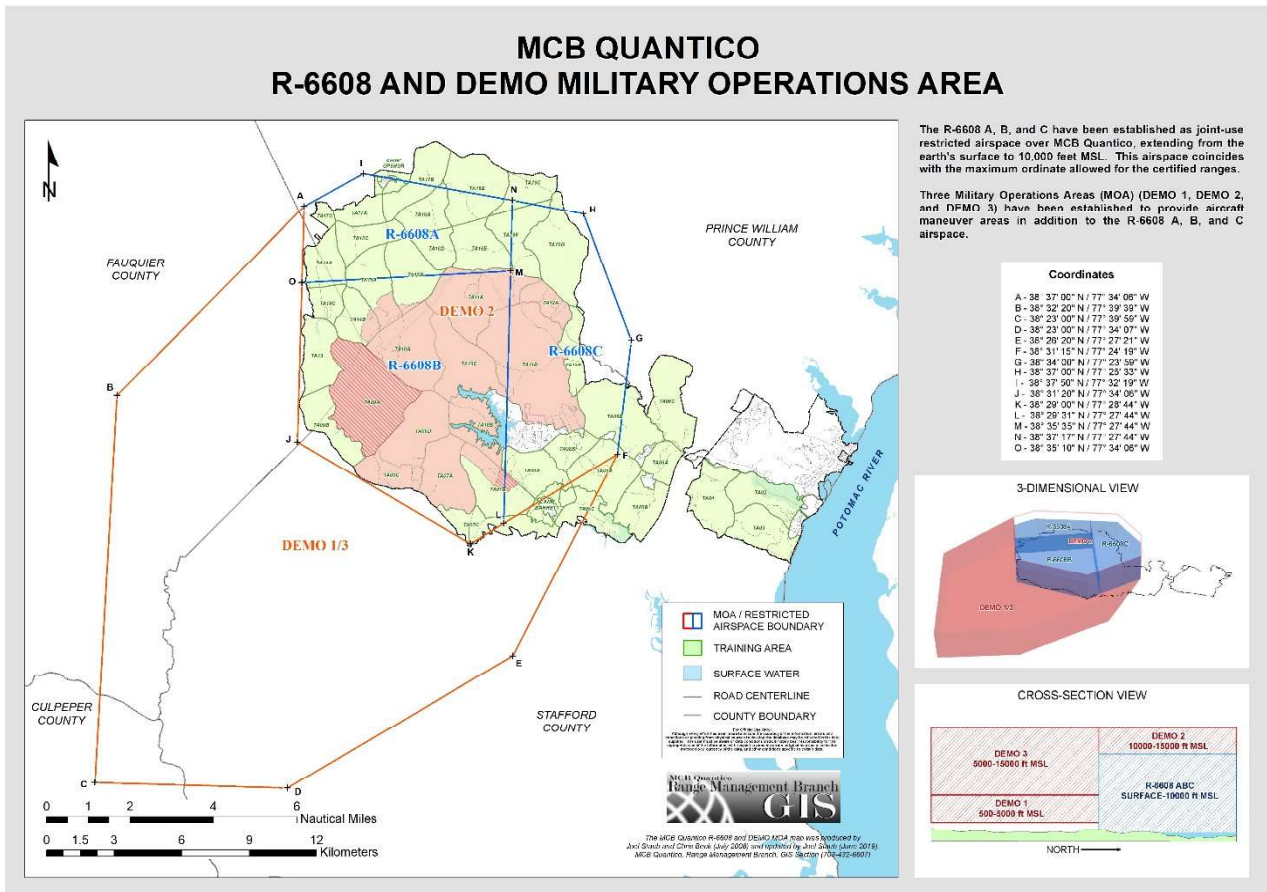 MCB QUANTICO
R-6608 AND DEMO MILITARY OPERATIONS AREA
The R-6608 A, B, and C have been established as joint-use
restricted airspace over MCB Quantico, extending from the
earth's surface to 10,000 feet MSL. This airspace coincides
with the maximum ordinate allowed for the certified ranges.
Three Military Operations Areas (MOA) (DEMO 1, DEMO 2,
and DEMO 3) have been established to provide aircraft
maneuver areas in addition to the R-6608 A, B, and C
airspace.
Coordinates
A - 38° 37' 00" N / 77° 34' 06" W
B - 38° 32' 20" N / 77° 39' 39" W
C - 38° 23' 00" N / 77° 39' 59" W
D - 38° 23' 00" N / 77° 34' 07" W
E - 38° 26' 20" N / 77° 27' 21" W
F - 38° 31' 15" N / 77° 24' 19" W
G - 38° 34' 00" N / 77° 23' 59" W
H - 38° 37' 00" N / 77° 25' 33" W
I - 38° 37' 50" N / 77° 32' 19" W
J - 38° 31' 20" N / 77° 34' 06" W
K - 38° 29' 00" N / 77° 28' 44" W
L - 38° 29' 31" N / 77° 27' 44" W
M - 38° 35' 35" N / 77° 27' 44" W
N - 38° 37' 17" N / 77° 27' 44" W
O - 38° 35' 10" N / 77° 34' 06" W
N
I
A
N
H
R-6608A
PRINCE WILLIAM
COUNTY
FAUQUIER
COUNTY
O
M
DEMO 2
G
R-6608C
R-6608B
B
J
F
POTOMAC RIVER
L
K
DEMO 1/3
E
CULPEPER
COUNTY
STAFFORD
COUNTY
C
D
0 1 2 4 6
Nautical Miles
0 1.5 3 6 9 12
Kilometers
MOA / RESTRICTED
AIRSPACE BOUNDARY
TRAINING AREA
SURFACE WATER
ROAD CENTERLINE
COUNTY BOUNDARY
MCB Quantico
Range Management Branch
GIS
The MCB Quantico R-6608 and DEMO MOA map was produced by
Joel Staub and Chris Beck (July 2008) and updated by Joel Staub (June 2019).
MCB Quantico, Range Management Branch, GIS Section (703-432-6607)
3-DIMENSIONAL VIEW
R-6608A
DEMO 2
R-6608C
R-6608B
DEMO 1/3
CROSS-SECTION VIEW
DEMO 3
5000-15000 ft MSL
DEMO 2
10000-15000 ft MSL
R-6608 ABC
SURFACE-10000 ft MSL
DEMO 1
500-5000 ft MSL
NORTH